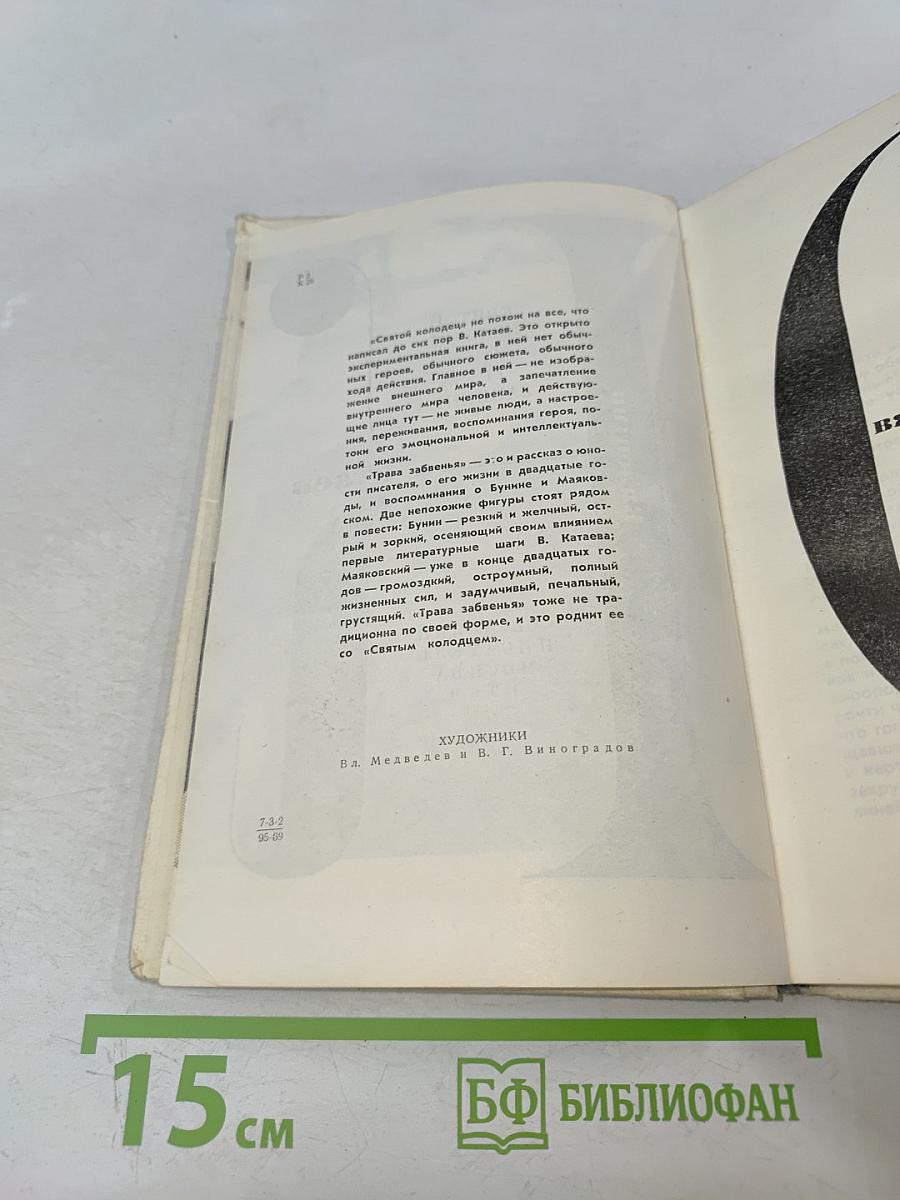 Р 2
К 29
«Святой колодец» не похож на все, что
написал до сих пор В. Катаев. Это открыто
экспериментальная книга, в ней нет обыч-
ных героев, обычного сюжета, обычного
хода действия. Главное в ней — не изобра-
жение внешнего мира, а запечатление
внутреннего мира человека, и действую-
щие лица тут — не живые люди, а настрое-
ния, переживания, воспоминания героя, по-
токи его эмоциональной и интеллектуаль-
ной жизни.
«Трава забвенья» — это и рассказ о юно-
сти писателя, о его жизни в двадцатые го-
ды, и воспоминания о Бунине и Маяков-
ском. Две непохожие фигуры стоят рядом
в повести: Бунин — резкий и желчный, ост-
рый и зоркий, осеняющий своим влиянием
первые литературные шаги В. Катаева;
Маяковский — уже в конце двадцатых го-
дов — громоздкий, остроумный, полный
жизненных сил, и задумчивый, печальный,
грустящий. «Трава забвенья» тоже не тра-
диционна по своей форме, и это роднит ее
со «Святым колодцем».
ХУДОЖНИКИ
Вл. Медведев и В. Г. Виноградов
7-3-2
95-69
15 см
БФ БИБЛИОФАН